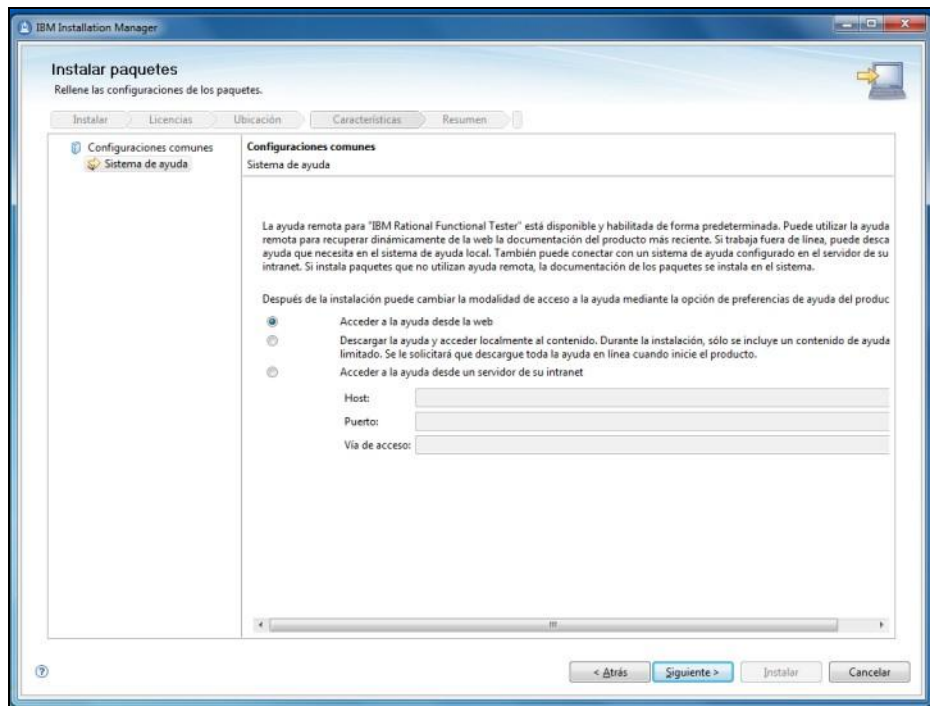 IBM Installation Manager
Instalar paquetes
Rellene las configuraciones de los paquetes.
Instalar
Licencias
Ubicación
Características
Resumen
Configuraciones comunes
Sistema de ayuda
Configuraciones comunes
Sistema de ayuda
La ayuda remota para "IBM Rational Functional Tester" está disponible y habilitada de forma predeterminada. Puede utilizar la ayuda
remota para recuperar dinámicamente de la web la documentación del producto más reciente. Si trabaja fuera de línea, puede desca
ayuda que necesita en el sistema de ayuda local. También puede conectar con un sistema de ayuda configurado en el servidor de su
intranet. Si instala paquetes que no utilizan ayuda remota, la documentación de los paquetes se instala en el sistema.
Después de la instalación puede cambiar la modalidad de acceso a la ayuda mediante la opción de preferencias de ayuda del produc
Acceder a la ayuda desde la web
Descargar la ayuda y acceder localmente al contenido. Durante la instalación, sólo se incluye un contenido de ayuda
limitado. Se le solicitará que descargue toda la ayuda en línea cuando inicie el producto.
Acceder a la ayuda desde un servidor de su intranet
Host:
Puerto:
Vía de acceso:
< Atrás
Siguiente >
Instalar
Cancelar